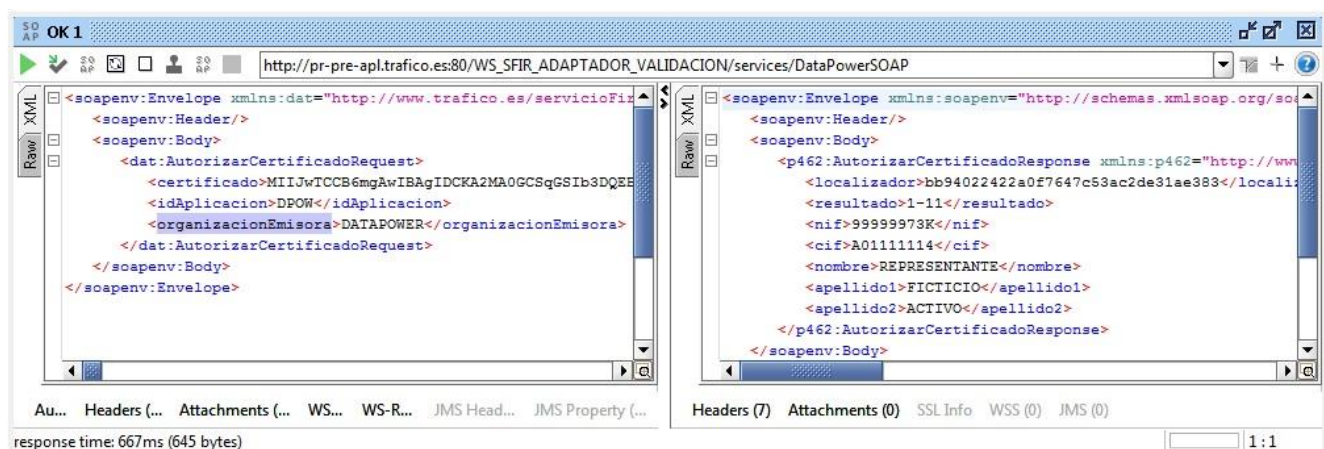 SO AP OK 1
http://pr-pre-apl.trafico.es:80/WS_SFIR_ADAPTADOR_VALIDACION/services/DataPowerSOAP
XML
Raw
<soapenv:Envelope xmlns:dat="http://www.trafico.es/servicioFir
<soapenv:Header/>
<soapenv:Body>
<dat:AutorizarCertificadoRequest>
<certificado>MIIJwTCCB6mgAwIBAgIDCKA2MA0GCSqGSIb3DQEB
<idAplicacion>DPOW</idAplicacion>
<organizacionEmisora>DATAPOWER</organizacionEmisora>
</dat:AutorizarCertificadoRequest>
</soapenv:Body>
</soapenv:Envelope>
Au... Headers (... Attachments (... WS... WS-R... JMS Head... JMS Property (...
XML
Raw
<soapenv:Envelope xmlns:soapenv="http://schemas.xmlsoap.org/soa
<soapenv:Header/>
<soapenv:Body>
<p462:AutorizarCertificadoResponse xmlns:p462="http://www
<localizador>bb94022422a0f7647c53ac2de31ae383</localiz
<resultado>1-11</resultado>
<nif>99999973K</nif>
<cif>A01111114</cif>
<nombre>REPRESENTANTE</nombre>
<apellido1>FICTICIO</apellido1>
<apellido2>ACTIVO</apellido2>
</p462:AutorizarCertificadoResponse>
</soapenv:Body>
Headers (7) Attachments (0) SSL Info WSS (0) JMS (0)
response time: 667ms (645 bytes)
1:1